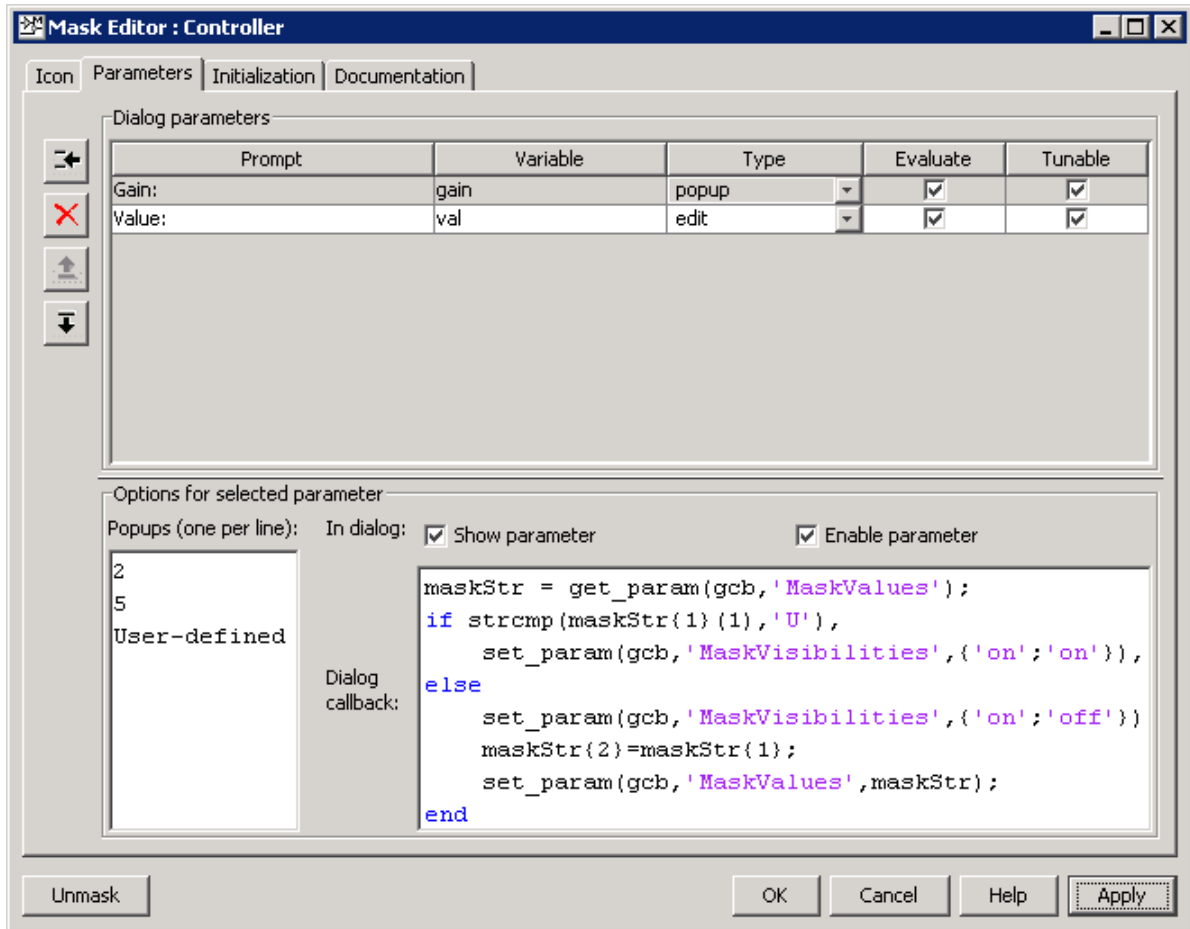 Mask Editor : Controller
Icon Parameters Initialization Documentation
Dialog parameters
Prompt Variable Type Evaluate Tunable
Gain: gain popup
Value: val edit
Options for selected parameter
Popups (one per line): In dialog: Show parameter Enable parameter
2
5
User-defined
Dialog
callback:
maskStr = get_param(gcb,'MaskValues');
if strcmp(maskStr{1}(1),'U'),
    set_param(gcb,'MaskVisibilities',{'on';'on'}),
else
    set_param(gcb,'MaskVisibilities',{'on';'off'})
    maskStr{2}=maskStr{1};
    set_param(gcb,'MaskValues',maskStr);
end
Unmask OK Cancel Help Apply